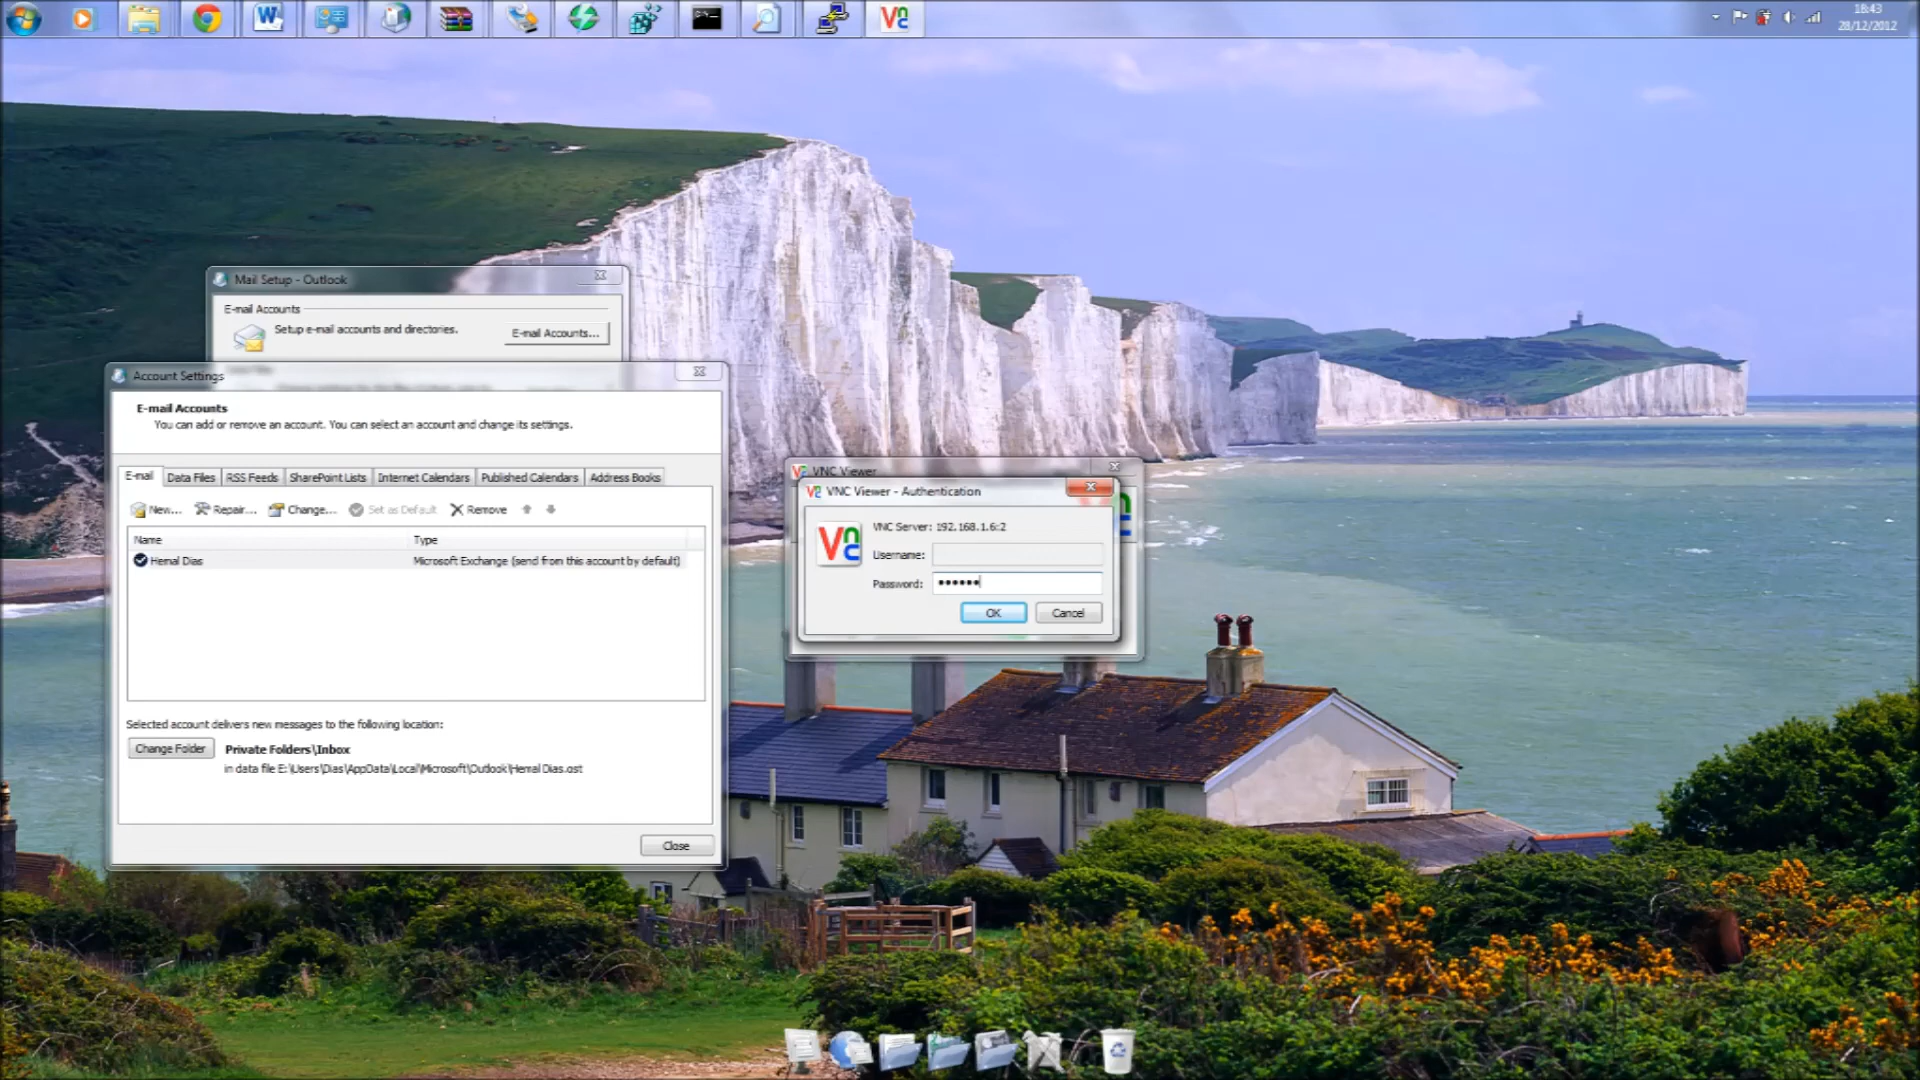 18:43
28/12/2012
Mail Setup - Outlook
E-mail Accounts
Setup e-mail accounts and directories.
E-mail Accounts...
Account Settings
E-mail Accounts
You can add or remove an account. You can select an account and change its settings.
E-mail
Data Files
RSS Feeds
SharePoint Lists
Internet Calendars
Published Calendars
Address Books
New...
Repair...
Change...
Set as Default
Remove
Name
Type
Hemal Dias
Microsoft Exchange (send from this account by default)
Selected account delivers new messages to the following location:
Change Folder
Private Folders\Inbox
in data file E:\Users\Dias\AppData\Local\Microsoft\Outlook\Hemal Dias.ost
Close
VNC Viewer
VNC Viewer - Authentication
VNC Server: 192.168.1.6:2
Username:
Password:
OK
Cancel